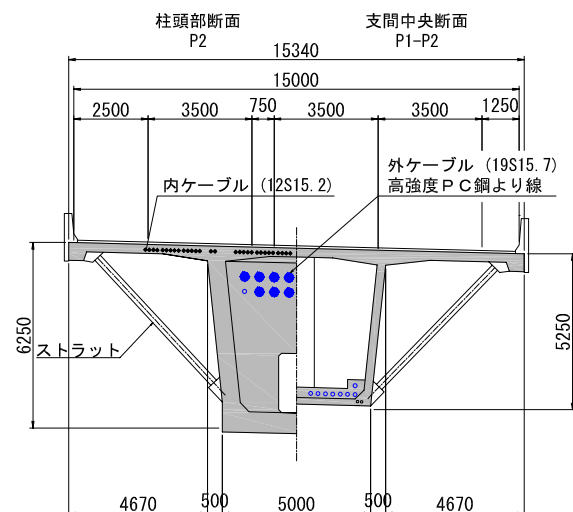 柱頭部断面
P2
支間中央断面
P1-P2
15340
15000
2500
3500
750
3500
3500
1250
内ケーブル (12S15.2)
外ケーブル (19S15.7)
高強度ＰＣ鋼より線
6250
5250
ストラット
4670
500
5000
500
4670